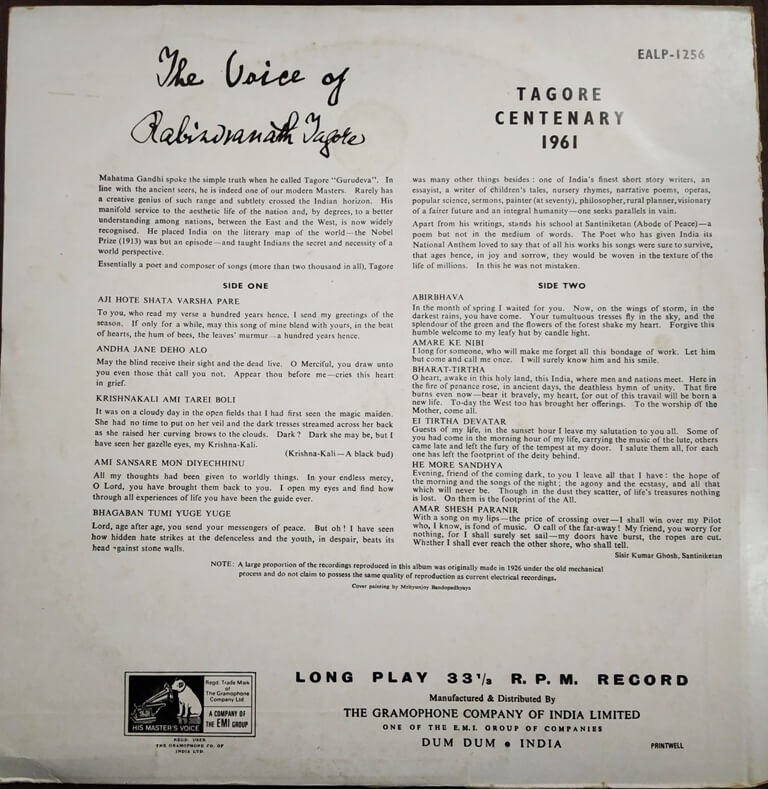 EALP-1256
The Voice of
Rabindranath Tagore
TAGORE
CENTENARY
1961
Mahatma Gandhi spoke the simple truth when he called Tagore "Gurudeva". In
line with the ancient seers, he is indeed one of our modern Masters. Rarely has
a creative genius of such range and subtlety crossed the Indian horizon. His
manifold service to the aesthetic life of the nation and, by degrees, to a better
understanding among nations, between the East and the West, is now widely
recognised. He placed India on the literary map of the world—the Nobel
Prize (1913) was but an episode—and taught Indians the secret and necessity of a
world perspective.
Essentially a poet and composer of songs (more than two thousand in all), Tagore
was many other things besides : one of India's finest short story writers, an
essayist, a writer of children's tales, nursery rhymes, narrative poems, operas,
popular science, sermons, painter (at seventy), philosopher, rural planner, visionary
of a fairer future and an integral humanity—one seeks parallels in vain.
Apart from his writings, stands his school at Santiniketan (Abode of Peace)—a
poem but not in the medium of words. The Poet who has given India its
National Anthem loved to say that of all his works his songs were sure to survive,
that ages hence, in joy and sorrow, they would be woven in the texture of the
life of millions. In this he was not mistaken.
SIDE ONE
AJI HOTE SHATA VARSHA PARE
To you, who read my verse a hundred years hence, I send my greetings of the
season. If only for a while, may this song of mine blend with yours, in the beat
of hearts, the hum of bees, the leaves' murmur—a hundred years hence.
ANDHA JANE DEHO ALO
May the blind receive their sight and the dead live. O Merciful, you draw unto
you even those that call you not. Appear thou before me—cries this heart
in grief.
KRISHNAKALI AMI TAREI BOLI
It was on a cloudy day in the open fields that I had first seen the magic maiden.
She had no time to put on her veil and the dark tresses streamed across her back
as she raised her curving brows to the clouds. Dark ? Dark she may be, but I
have seen her gazelle eyes, my Krishna-Kali.
(Krishna-Kali—A black bud)
AMI SANSARE MON DIYECHHINU
All my thoughts had been given to worldly things. In your endless mercy,
O Lord, you have brought them back to you. I open my eyes and find how
through all experiences of life you have been the guide ever.
BHAGABAN TUMI YUGE YUGE
Lord, age after age, you send your messengers of peace. But oh ! I have seen
how hidden hate strikes at the defenceless and the youth, in despair, beats its
head against stone walls.
SIDE TWO
ABIRBHAVA
In the month of spring I waited for you. Now, on the wings of storm, in the
darkest rains, you have come. Your tumultuous tresses fly in the sky, and the
splendour of the green and the flowers of the forest shake my heart. Forgive this
humble welcome to my leafy hut by candle light.
AMARE KE NIBI
I long for someone, who will make me forget all this bondage of work. Let him
but come and call me once. I will surely know him and his smile.
BHARAT-TIRTHA
O heart, awake in this holy land, this India, where men and nations meet. Here in
the fire of penance rose, in ancient days, the deathless hymn of unity. That fire
burns even now—bear it bravely, my heart, for out of this travail will be born a
new life. To-day the West too has brought her offerings. To the worship of the
Mother, come all.
EI TIRTHA DEVATAR
Guests of my life, in the sunset hour I leave my salutation to you all. Some of
you had come in the morning hour of my life, carrying the music of the lute, others
came late and left the fury of the tempest at my door. I salute them all, for each
one has left the footprint of the deity behind.
HE MORE SANDHYA
Evening, friend of the coming dark, to you I leave all that I have : the hope of
the morning and the songs of the night ; the agony and the ecstasy, and all that
which will never be. Though in the dust they scatter, of life's treasures nothing
is lost. On them is the footprint of the All.
AMAR SHESH PARANIR
With a song on my lips—the price of crossing over—I shall win over my Pilot
who, I know, is fond of music. O call of the far-away ! My friend, you worry for
nothing, for I shall surely set sail—my doors have burst, the ropes are cut.
Whether I shall ever reach the other shore, who shall tell.
Sisir Kumar Ghosh, Santiniketan
NOTE: A large proportion of the recordings reproduced in this album was originally made in 1926 under the old mechanical
process and do not claim to possess the same quality of reproduction as current electrical recordings.
Cover painting by Mrityunjoy Bandopadhyaya
HIS MASTER'S VOICE
Regd. Trade Mark
of
The Gramophone
Company Ltd
A COMPANY OF
THE EMI GROUP
REGD. USER
THE GRAMOPHONE CO. OF
INDIA LTD.
LONG PLAY 33⅓ R. P. M. RECORD
Manufactured & Distributed By
THE GRAMOPHONE COMPANY OF INDIA LIMITED
ONE OF THE E.M.I. GROUP OF COMPANIES
DUM DUM • INDIA
PRINTWELL